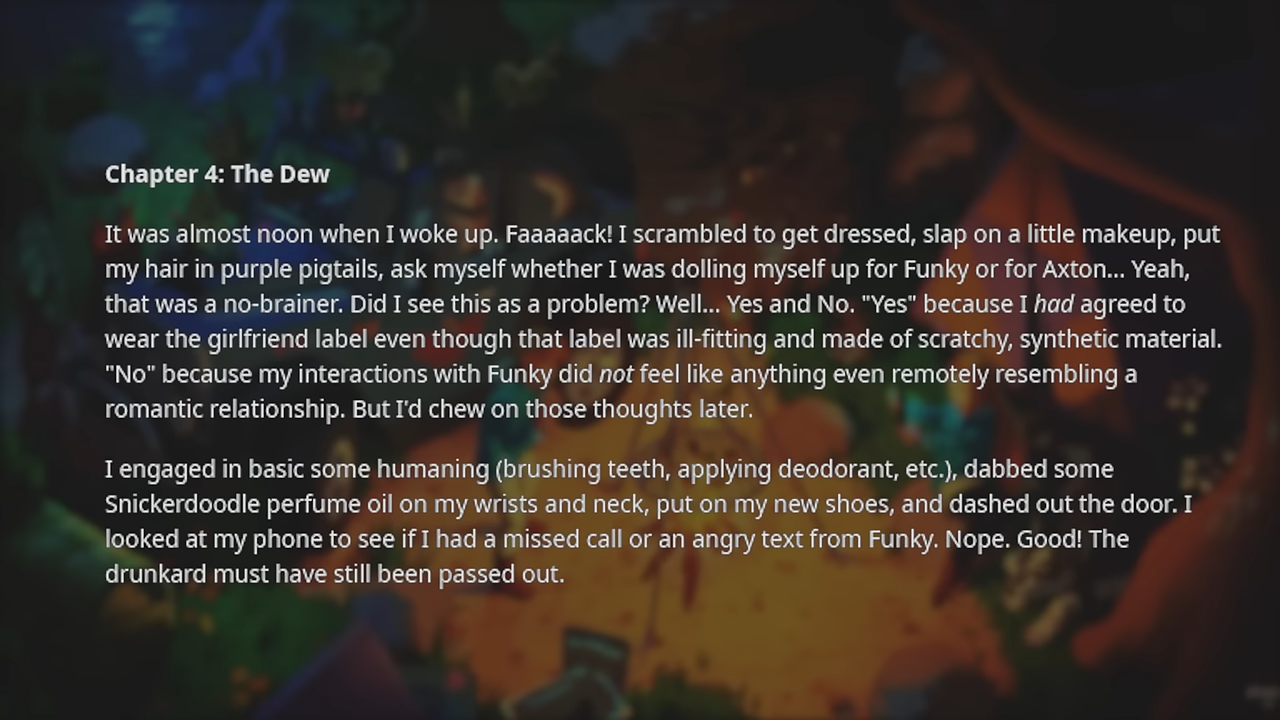 Chapter 4: The Dew
It was almost noon when I woke up. Faaaaack! I scrambled to get dressed, slap on a little makeup, put
my hair in purple pigtails, ask myself whether I was dolling myself up for Funky or for Axton... Yeah,
that was a no-brainer. Did I see this as a problem? Well... Yes and No. "Yes" because I had agreed to
wear the girlfriend label even though that label was ill-fitting and made of scratchy, synthetic material.
"No" because my interactions with Funky did not feel like anything even remotely resembling a
romantic relationship. But I'd chew on those thoughts later.
I engaged in basic some humaning (brushing teeth, applying deodorant, etc.), dabbed some
Snickerdoodle perfume oil on my wrists and neck, put on my new shoes, and dashed out the door. I
looked at my phone to see if I had a missed call or an angry text from Funky. Nope. Good! The
drunkard must have still been passed out.